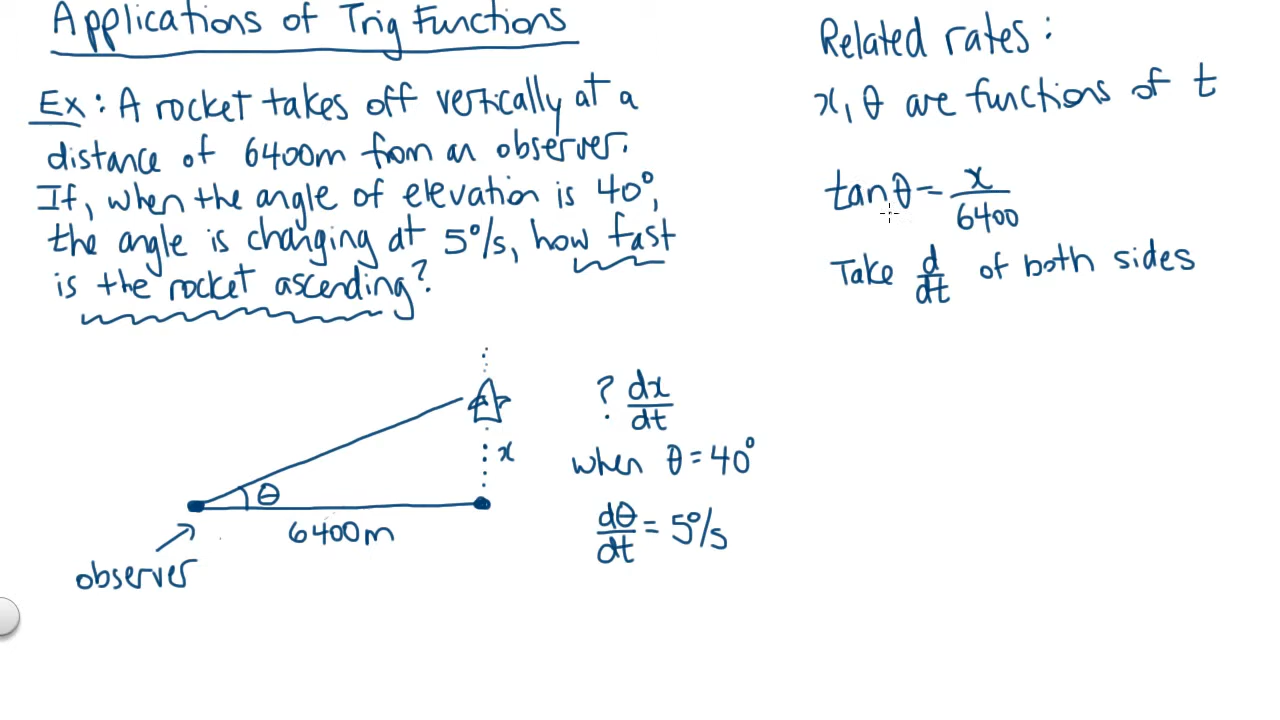 Applications of Trig Functions
Ex: A rocket takes off vertically at a
distance of 6400m from an observer.
If, when the angle of elevation is 40°,
the angle is changing at 5°/s, how fast
is the rocket ascending?
x
θ
6400m
observer
? dx/dt
when θ = 40°
dθ/dt = 5°/s
Related rates:
x, θ are functions of t
tanθ = x/6400
Take d/dt of both sides